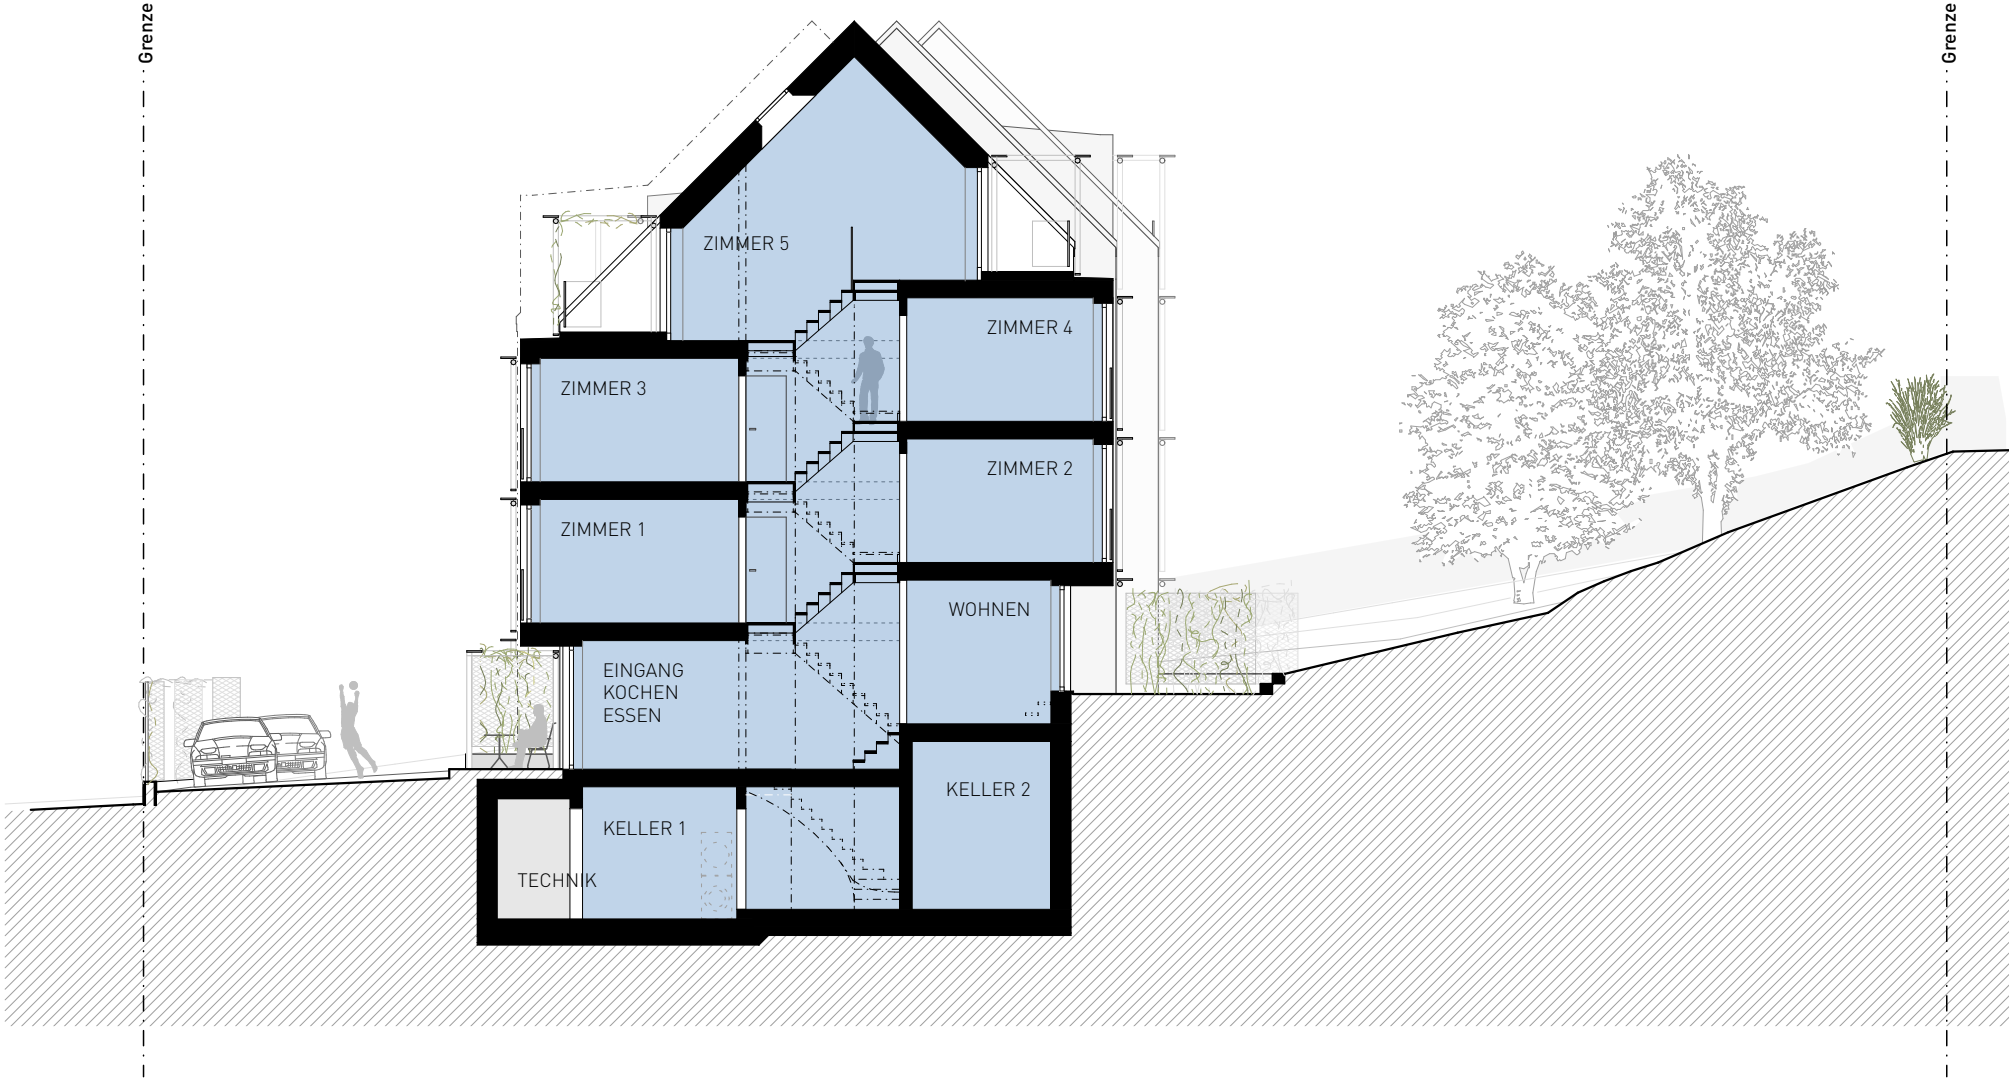 Grenze
Grenze
ZIMMER 5
ZIMMER 4
ZIMMER 3
ZIMMER 2
ZIMMER 1
WOHNEN
EINGANG
KOCHEN
ESSEN
KELLER 2
KELLER 1
TECHNIK